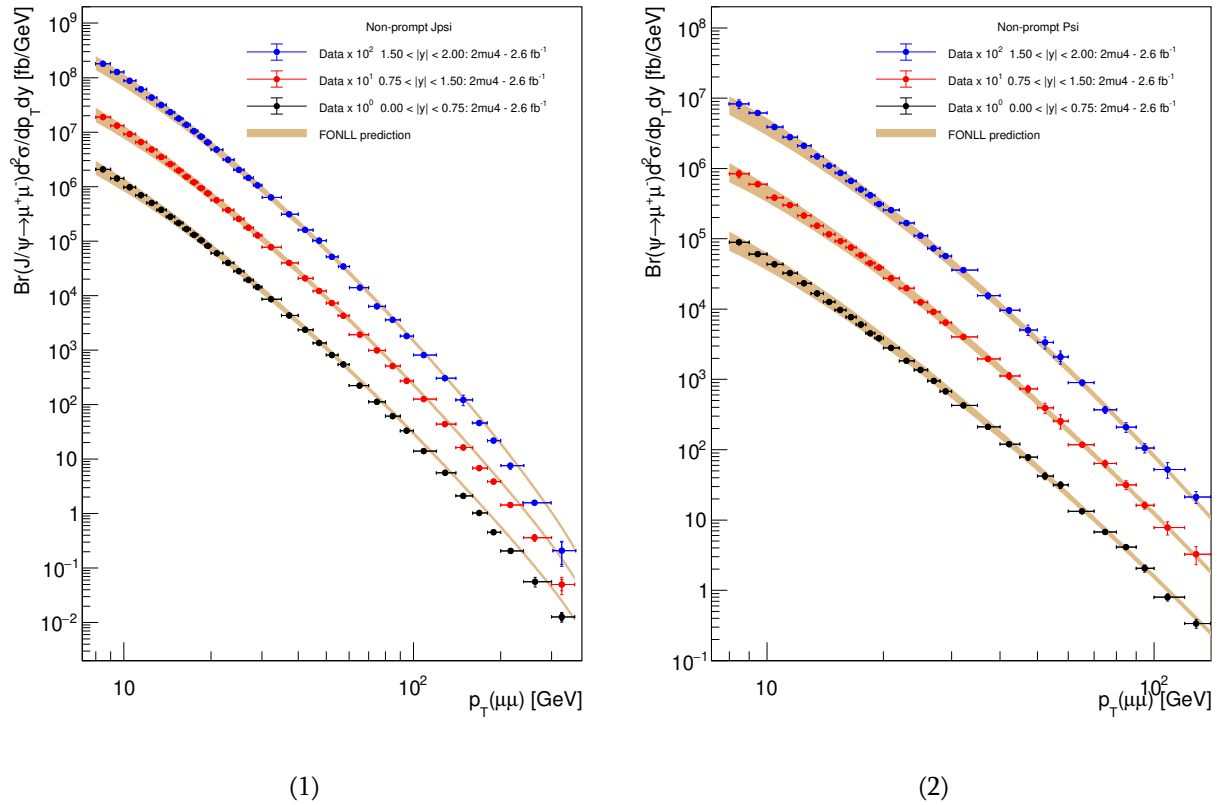 Non-prompt Jpsi
Data x 10² 1.50 < |y| < 2.00: 2mu4 - 2.6 fb⁻¹
Data x 10¹ 0.75 < |y| < 1.50: 2mu4 - 2.6 fb⁻¹
Data x 10⁰ 0.00 < |y| < 0.75: 2mu4 - 2.6 fb⁻¹
FONLL prediction
Br(J/ψ→μ⁺μ⁻)d²σ/dp_T dy [fb/GeV]
10⁹
10⁸
10⁷
10⁶
10⁵
10⁴
10³
10²
10
1
10⁻¹
10⁻²
10
10²
p_T(μμ) [GeV]
(1)
Non-prompt Psi
Data x 10² 1.50 < |y| < 2.00: 2mu4 - 2.6 fb⁻¹
Data x 10¹ 0.75 < |y| < 1.50: 2mu4 - 2.6 fb⁻¹
Data x 10⁰ 0.00 < |y| < 0.75: 2mu4 - 2.6 fb⁻¹
FONLL prediction
Br(ψ→μ⁺μ⁻)d²σ/dp_T dy [fb/GeV]
10⁸
10⁷
10⁶
10⁵
10⁴
10³
10²
10
1
10⁻¹
10
10²
p_T(μμ) [GeV]
(2)